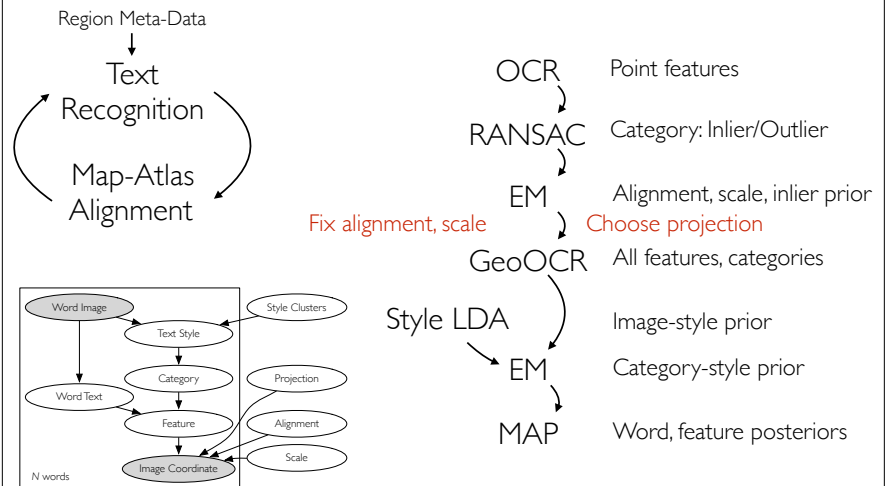 Region Meta-Data
Text
Recognition
Map-Atlas
Alignment
OCR Point features
RANSAC Category: Inlier/Outlier
EM Alignment, scale, inlier prior
Fix alignment, scale Choose projection
GeoOCR All features, categories
Style LDA Image-style prior
EM Category-style prior
MAP Word, feature posteriors
Word Image
Style Clusters
Text Style
Category
Projection
Word Text
Feature
Alignment
Scale
Image Coordinate
N words